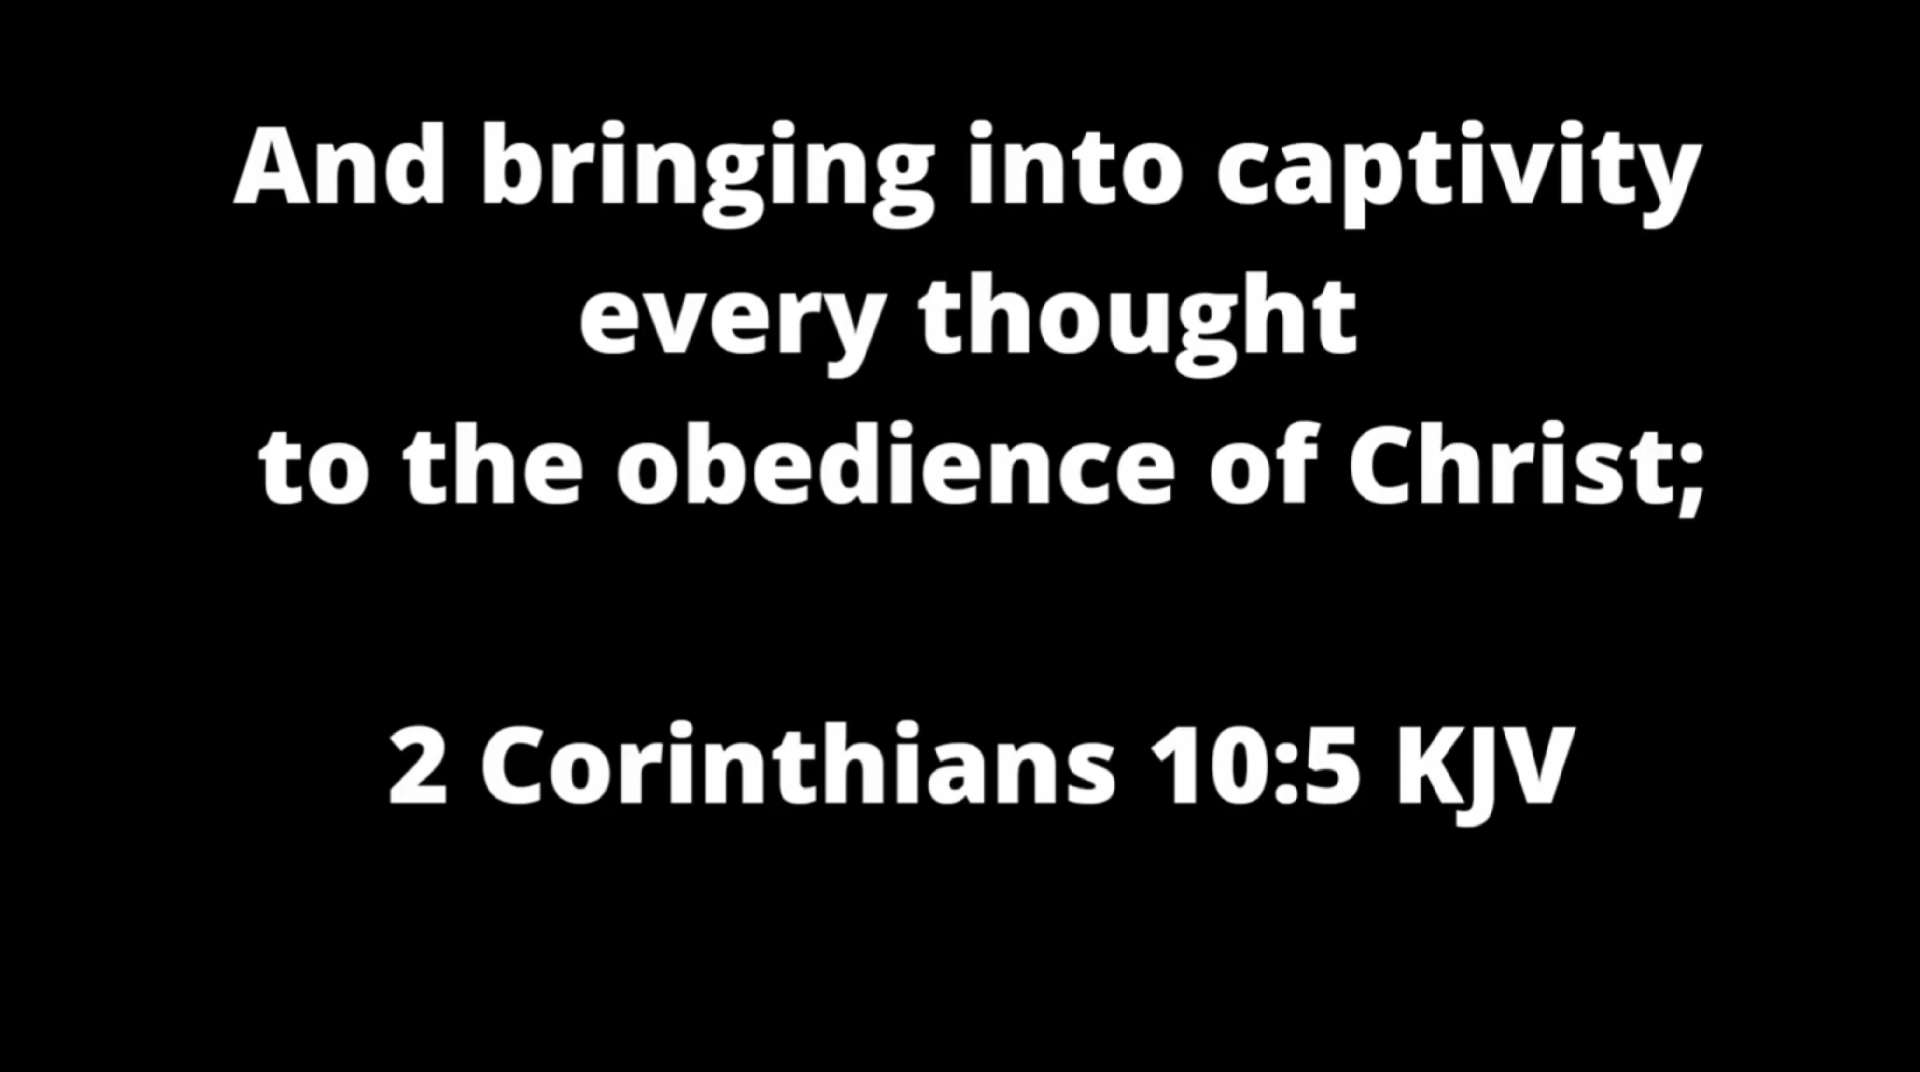 And bringing into captivity
every thought
to the obedience of Christ;
2 Corinthians 10:5 KJV